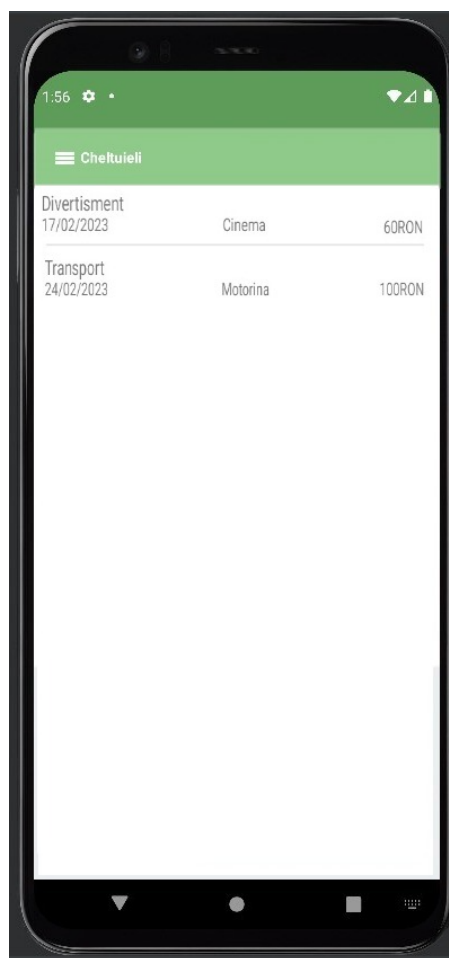 1:56
Cheltuieli
Divertisment
17/02/2023 Cinema 60RON
Transport
24/02/2023 Motorina 100RON